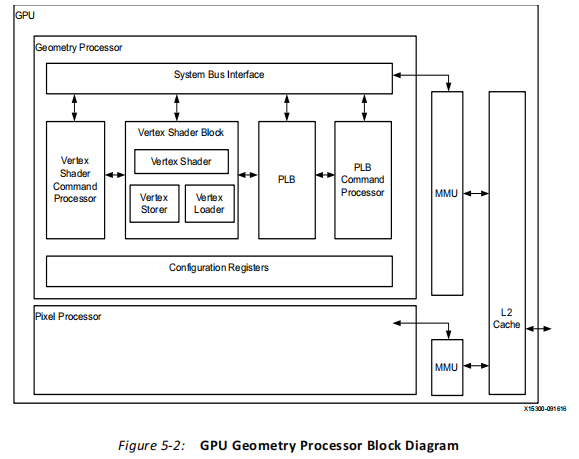 GPU
Geometry Processor
System Bus Interface
Vertex
Shader
Command
Processor
Vertex Shader Block
Vertex Shader
Vertex
Storer
Vertex
Loader
PLB
PLB
Command
Processor
MMU
Configuration Registers
Pixel Processor
MMU
L2
Cache
X15300-091616
Figure 5-2: GPU Geometry Processor Block Diagram